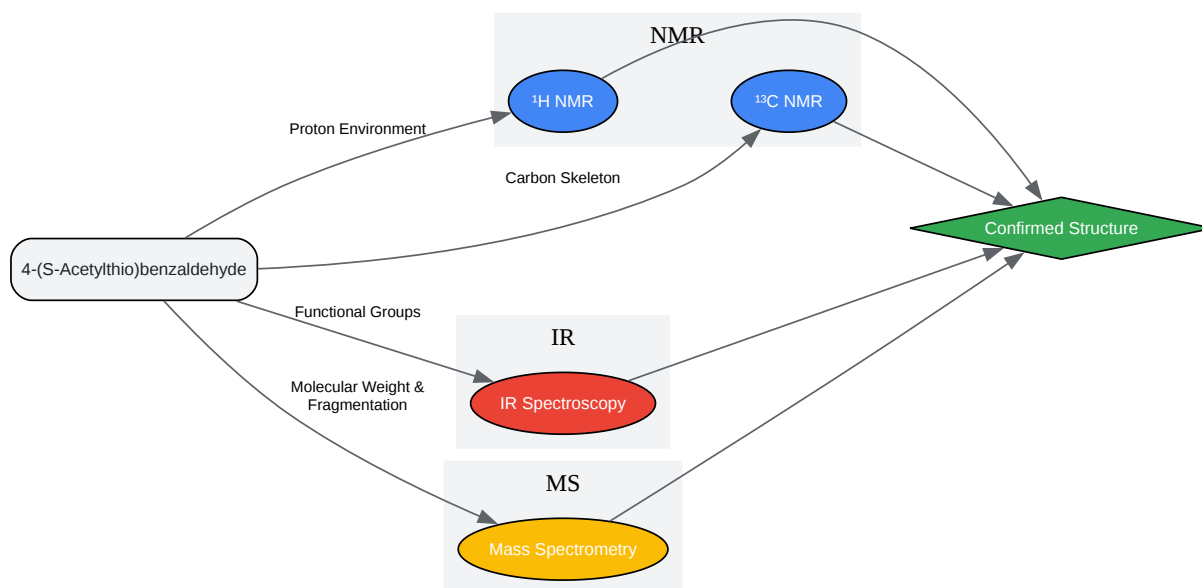 NMR
¹H NMR
¹³C NMR
Proton Environment
Carbon Skeleton
Confirmed Structure
4-(S-Acetylthio)benzaldehyde
Functional Groups
IR
Molecular Weight &
Fragmentation
IR Spectroscopy
MS
Mass Spectrometry